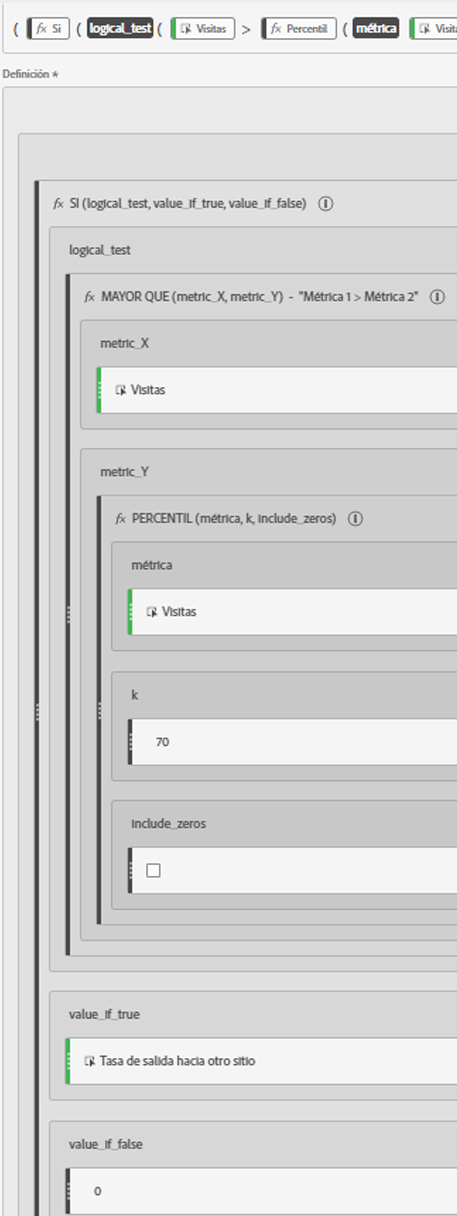 ( ( fx Si ( logical_test ( Visitas > fx Percentil ( métrica
Definición *
fx SI (logical_test, value_if_true, value_if_false)
logical_test
fx MAYOR QUE (metric_X, metric_Y) - "Métrica 1 > Métrica 2"
metric_X
Visitas
metric_Y
fx PERCENTIL (métrica, k, include_zeros)
métrica
Visitas
k
70
include_zeros
value_if_true
Tasa de salida hacia otro sitio
value_if_false
0